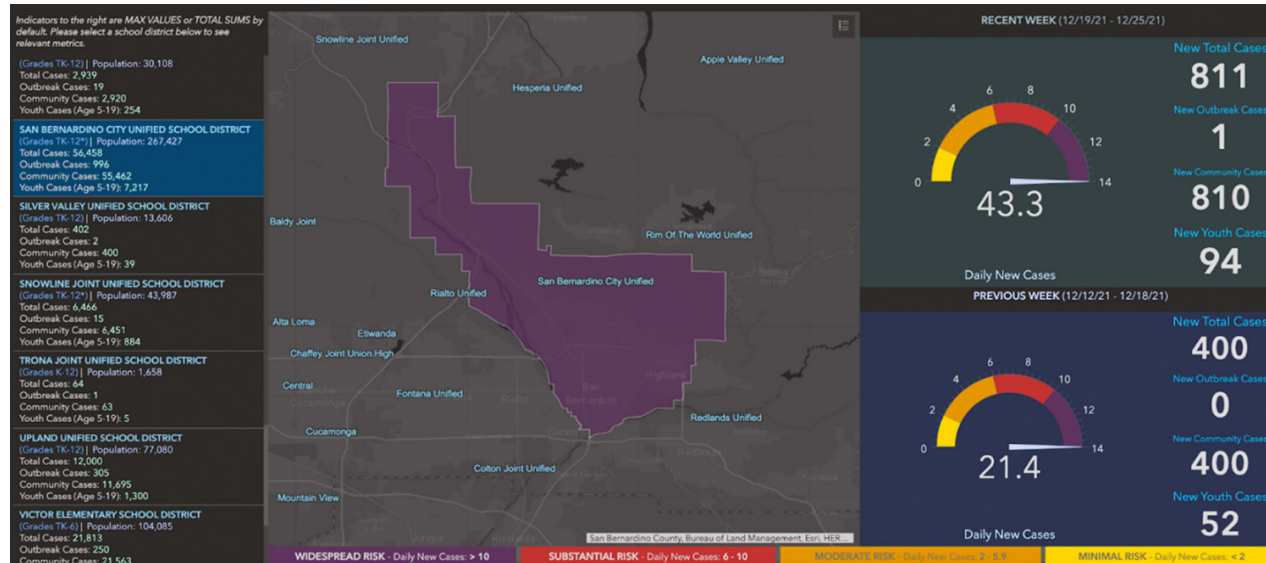 Indicators to the right are MAX VALUES or TOTAL SUMS by
default. Please select a school district below to see
relevant metrics.
(Grades TK-12) | Population: 30,108
Total Cases: 2,939
Outbreak Cases: 19
Community Cases: 2,920
Youth Cases (Age 5-19): 254
SAN BERNARDINO CITY UNIFIED SCHOOL DISTRICT
(Grades TK-12*) | Population: 267,427
Total Cases: 56,458
Outbreak Cases: 996
Community Cases: 55,462
Youth Cases (Age 5-19): 7,217
SILVER VALLEY UNIFIED SCHOOL DISTRICT
(Grades TK-12) | Population: 13,606
Total Cases: 402
Outbreak Cases: 2
Community Cases: 400
Youth Cases (Age 5-19): 39
SNOWLINE JOINT UNIFIED SCHOOL DISTRICT
(Grades TK-12*) | Population: 43,987
Total Cases: 6,466
Outbreak Cases: 15
Community Cases: 6,451
Youth Cases (Age 5-19): 884
TRONA JOINT UNIFIED SCHOOL DISTRICT
(Grades K-12) | Population: 1,658
Total Cases: 64
Outbreak Cases: 1
Community Cases: 63
Youth Cases (Age 5-19): 5
UPLAND UNIFIED SCHOOL DISTRICT
(Grades TK-12) | Population: 77,080
Total Cases: 12,000
Outbreak Cases: 305
Community Cases: 11,695
Youth Cases (Age 5-19): 1,300
VICTOR ELEMENTARY SCHOOL DISTRICT
(Grades TK-6) | Population: 104,085
Total Cases: 21,813
Outbreak Cases: 250
Community Cases: 21,563
Hesperia
Snowline Joint Unified
Apple Valley Unified
Hesperia Unified
Baldy Joint
Rim Of The World Unified
San Bernardino City Unified
Rialto Unified
Alta Loma
Etiwanda
Chaffey Joint Union High
Central
Rancho
Cucamonga
Fontana Unified
Rialto
San
Bernardino
Highland
Redlands Unified
Cucamonga
Colton Joint Unified
Redlands
Yucaipa
Mountain View
Riverside
San Bernardino County, Bureau of Land Management, Esri, HER...
WIDESPREAD RISK - Daily New Cases: > 10
SUBSTANTIAL RISK - Daily New Cases: 6 - 10
MODERATE RISK - Daily New Cases: 2 - 5.9
MINIMAL RISK - Daily New Cases: < 2
RECENT WEEK (12/19/21 - 12/25/21)
0
2
4
6
8
10
12
14
43.3
Daily New Cases
New Total Cases
811
New Outbreak Cases
1
New Community Cases
810
New Youth Cases
94
PREVIOUS WEEK (12/12/21 - 12/18/21)
0
2
4
6
8
10
12
14
21.4
Daily New Cases
New Total Cases
400
New Outbreak Cases
0
New Community Cases
400
New Youth Cases
52